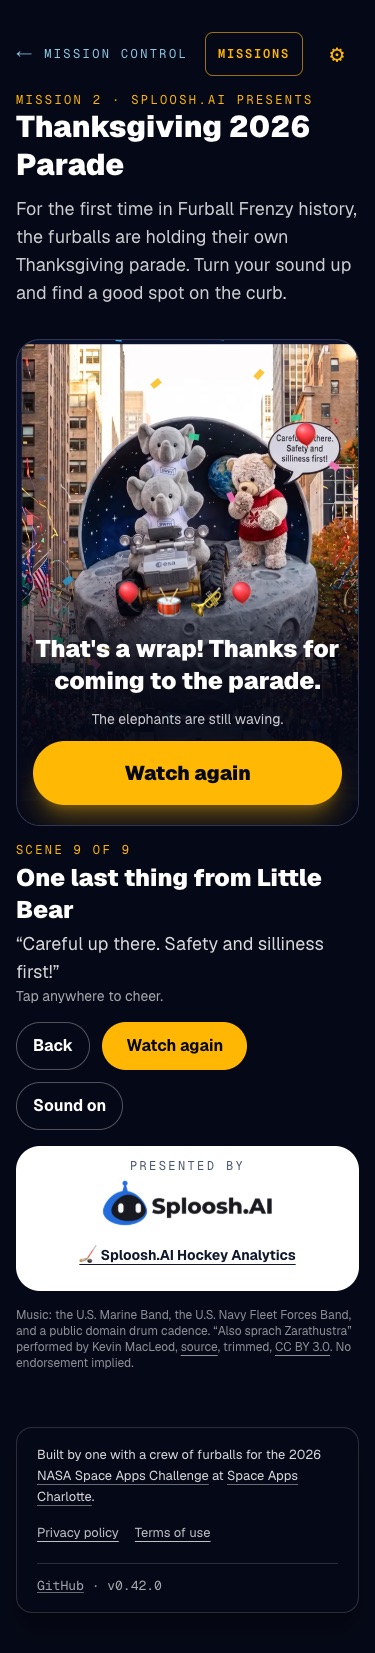 ← MISSION CONTROL
MISSIONS
MISSION 2 · SPLOOSH.AI PRESENTS
Thanksgiving 2026
Parade
For the first time in Furball Frenzy history,
the furballs are holding their own
Thanksgiving parade. Turn your sound up
and find a good spot on the curb.
Careful there.
Safety and
silliness first!
That's a wrap! Thanks for
coming to the parade.
The elephants are still waving.
Watch again
SCENE 9 OF 9
One last thing from Little
Bear
“Careful up there. Safety and silliness
first!”
Tap anywhere to cheer.
Back
Watch again
Sound on
PRESENTED BY
Sploosh.AI
Sploosh.AI Hockey Analytics
Music: the U.S. Marine Band, the U.S. Navy Fleet Forces Band,
and a public domain drum cadence. “Also sprach Zarathustra”
performed by Kevin MacLeod, source, trimmed, CC BY 3.0. No
endorsement implied.
Built by one with a crew of furballs for the 2026
NASA Space Apps Challenge at Space Apps
Charlotte.
Privacy policy Terms of use
GitHub · v0.42.0